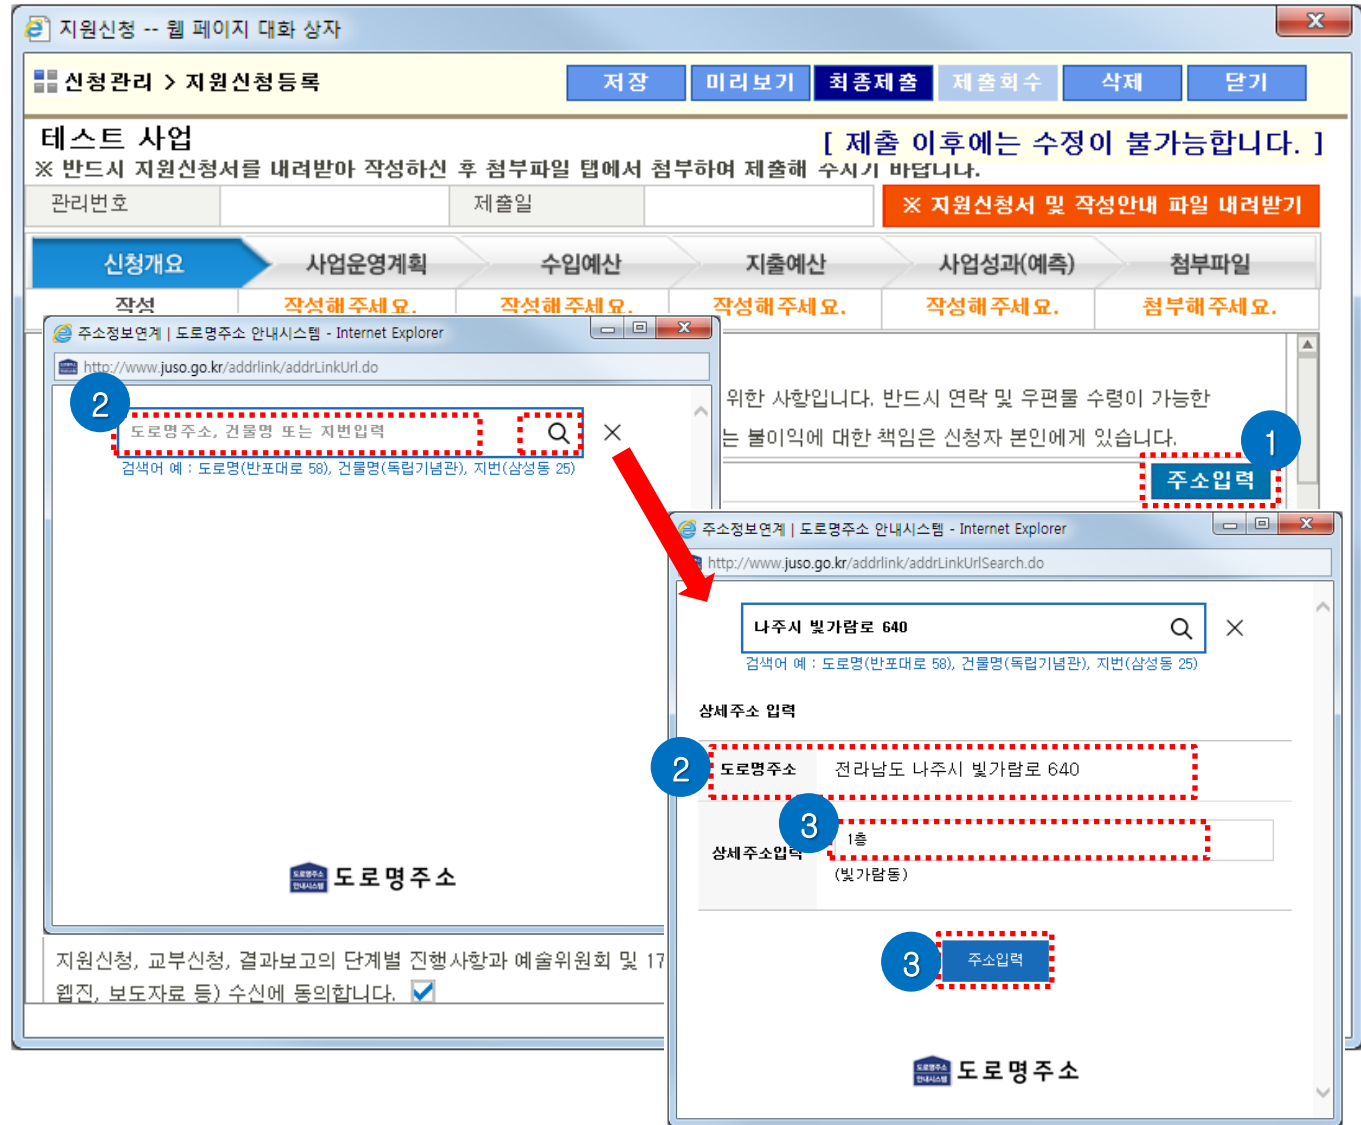 지원신청 -- 웹 페이지 대화 상자
X
신청관리 > 지원신청등록
저장
미리보기
최종제출
제출회수
삭제
닫기
테스트 사업
[ 제출 이후에는 수정이 불가능합니다. ]
※ 반드시 지원신청서를 내려받아 작성하신 후 첨부파일 탭에서 첨부하여 제출해 주시기 바랍니다.
관리번호
제출일
※ 지원신청서 및 작성안내 파일 내려받기
신청개요
사업운영계획
수입예산
지출예산
사업성과(예측)
첨부파일
작성
작성해주세요.
작성해주세요.
작성해주세요.
작성해주세요.
첨부해주세요.
주소정보연계 | 도로명주소 안내시스템 - Internet Explorer
http://www.juso.go.kr/addrlink/addrLinkUrl.do
2
도로명주소, 건물명 또는 지번입력
검색어 예 : 도로명(반포대로 58), 건물명(독립기념관), 지번(삼성동 25)
도로명주소
안내시스템
도로명주소
위한 사항입니다. 반드시 연락 및 우편물 수령이 가능한
는 불이익에 대한 책임은 신청자 본인에게 있습니다.
1
주소입력
주소정보연계 | 도로명주소 안내시스템 - Internet Explorer
http://www.juso.go.kr/addrlink/addrLinkUrlSearch.do
나주시 빛가람로 640
검색어 예 : 도로명(반포대로 58), 건물명(독립기념관), 지번(삼성동 25)
상세주소 입력
2
도로명주소
전라남도 나주시 빛가람로 640
3
상세주소입력
1층
(빛가람동)
3
주소입력
도로명주소
안내시스템
도로명주소
지원신청, 교부신청, 결과보고의 단계별 진행사항과 예술위원회 및 17
웹진, 보도자료 등) 수신에 동의합니다.